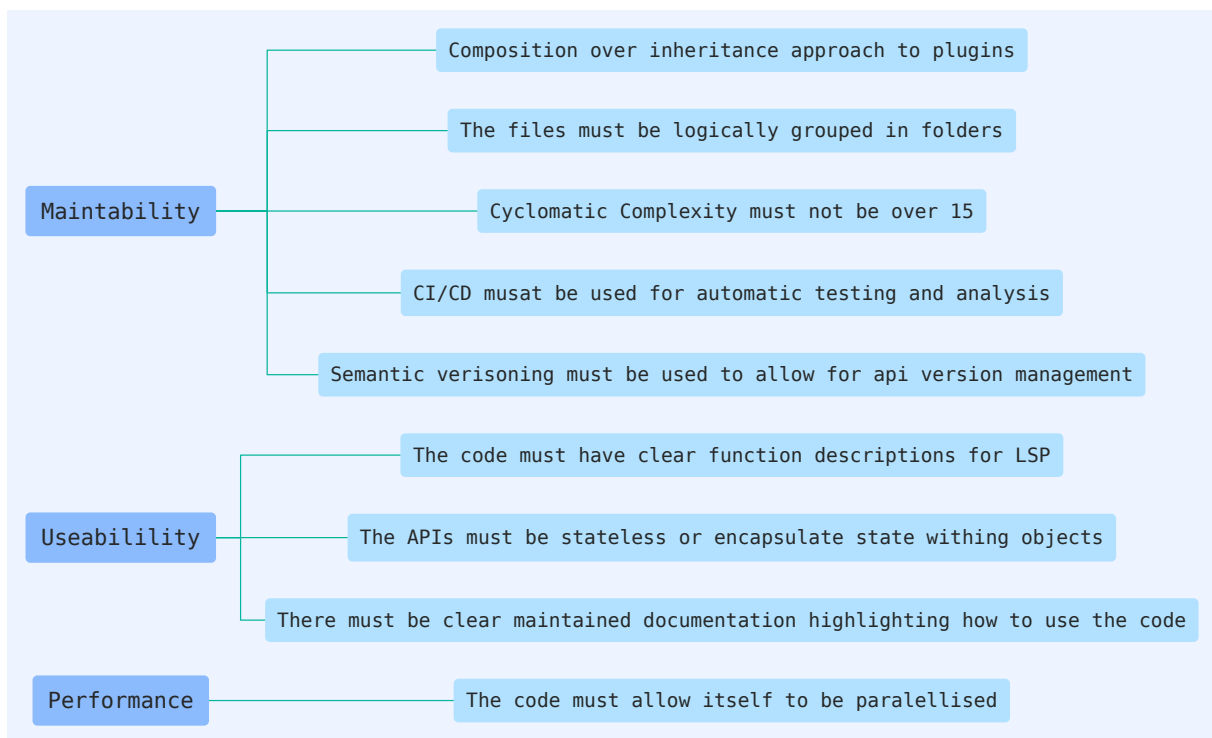 Maintability
Composition over inheritance approach to plugins
The files must be logically grouped in folders
Cyclomatic Complexity must not be over 15
CI/CD musat be used for automatic testing and analysis
Semantic verisoning must be used to allow for api version management
Useabilility
The code must have clear function descriptions for LSP
The APIs must be stateless or encapsulate state withing objects
There must be clear maintained documentation highlighting how to use the code
Performance
The code must allow itself to be paralellised